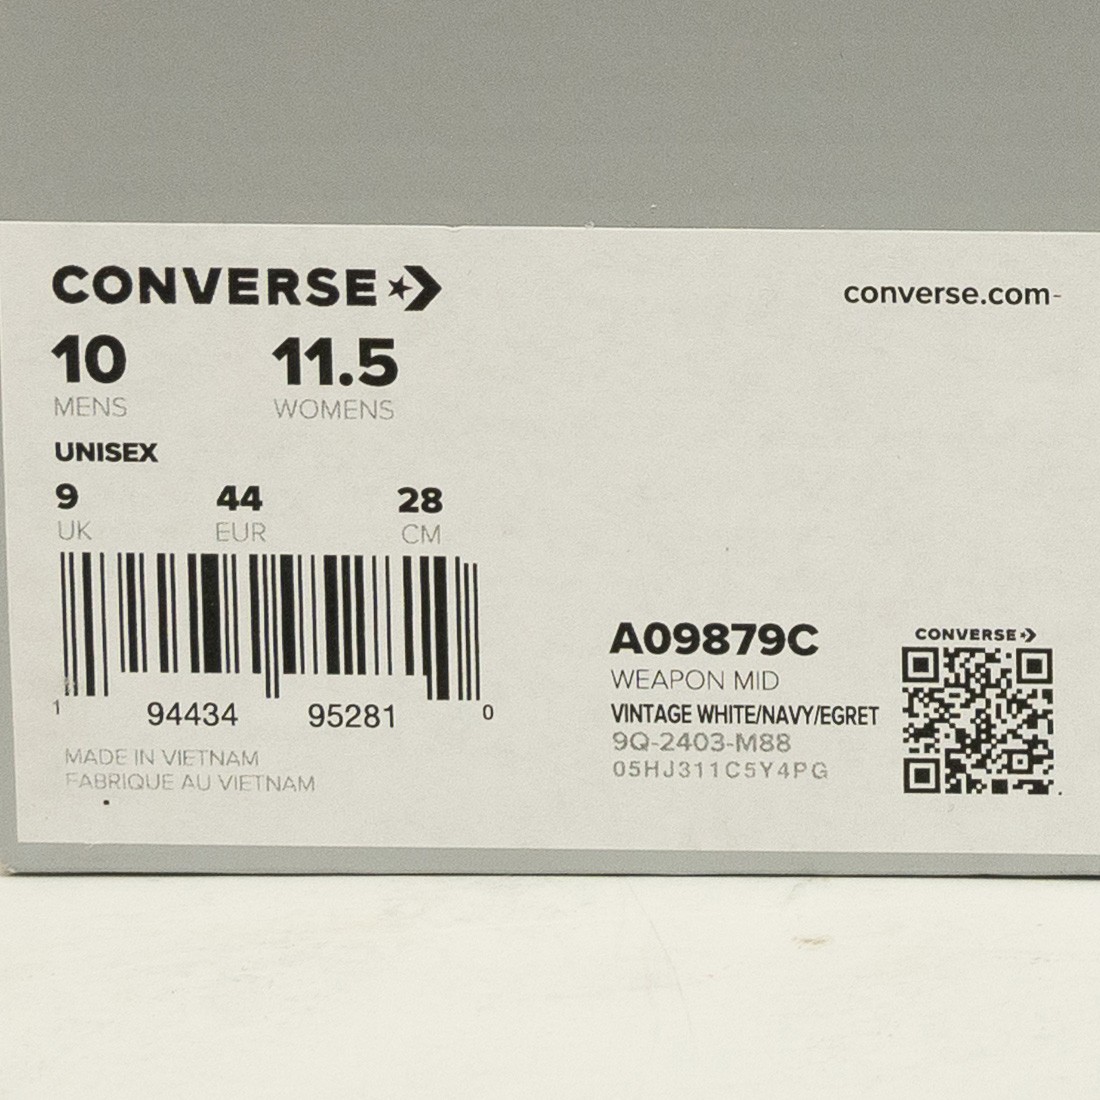 CONVERSE
converse.com-
10 11.5
MENS WOMENS
UNISEX
9 44 28
UK EUR CM
1 94434 95281 0
MADE IN VIETNAM
FABRIQUE AU VIETNAM
A09879C
WEAPON MID
VINTAGE WHITE/NAVY/EGRET
9Q-2403-M88
05HJ311C5Y4PG
CONVERSE